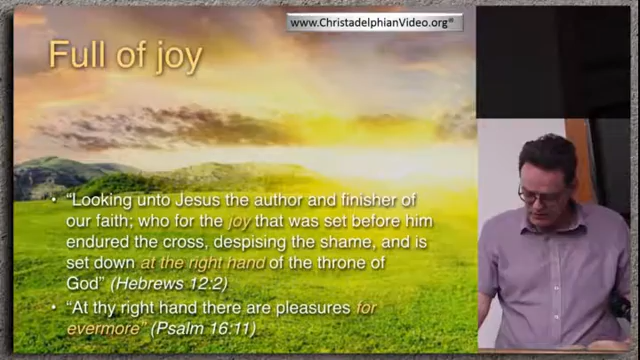 www.ChristadelphianVideo.org®
Full of joy
• “Looking unto Jesus the author and finisher of
our faith; who for the joy that was set before him
endured the cross, despising the shame, and is
set down at the right hand of the throne of
God” (Hebrews 12:2)
• “At thy right hand there are pleasures for
evermore” (Psalm 16:11)